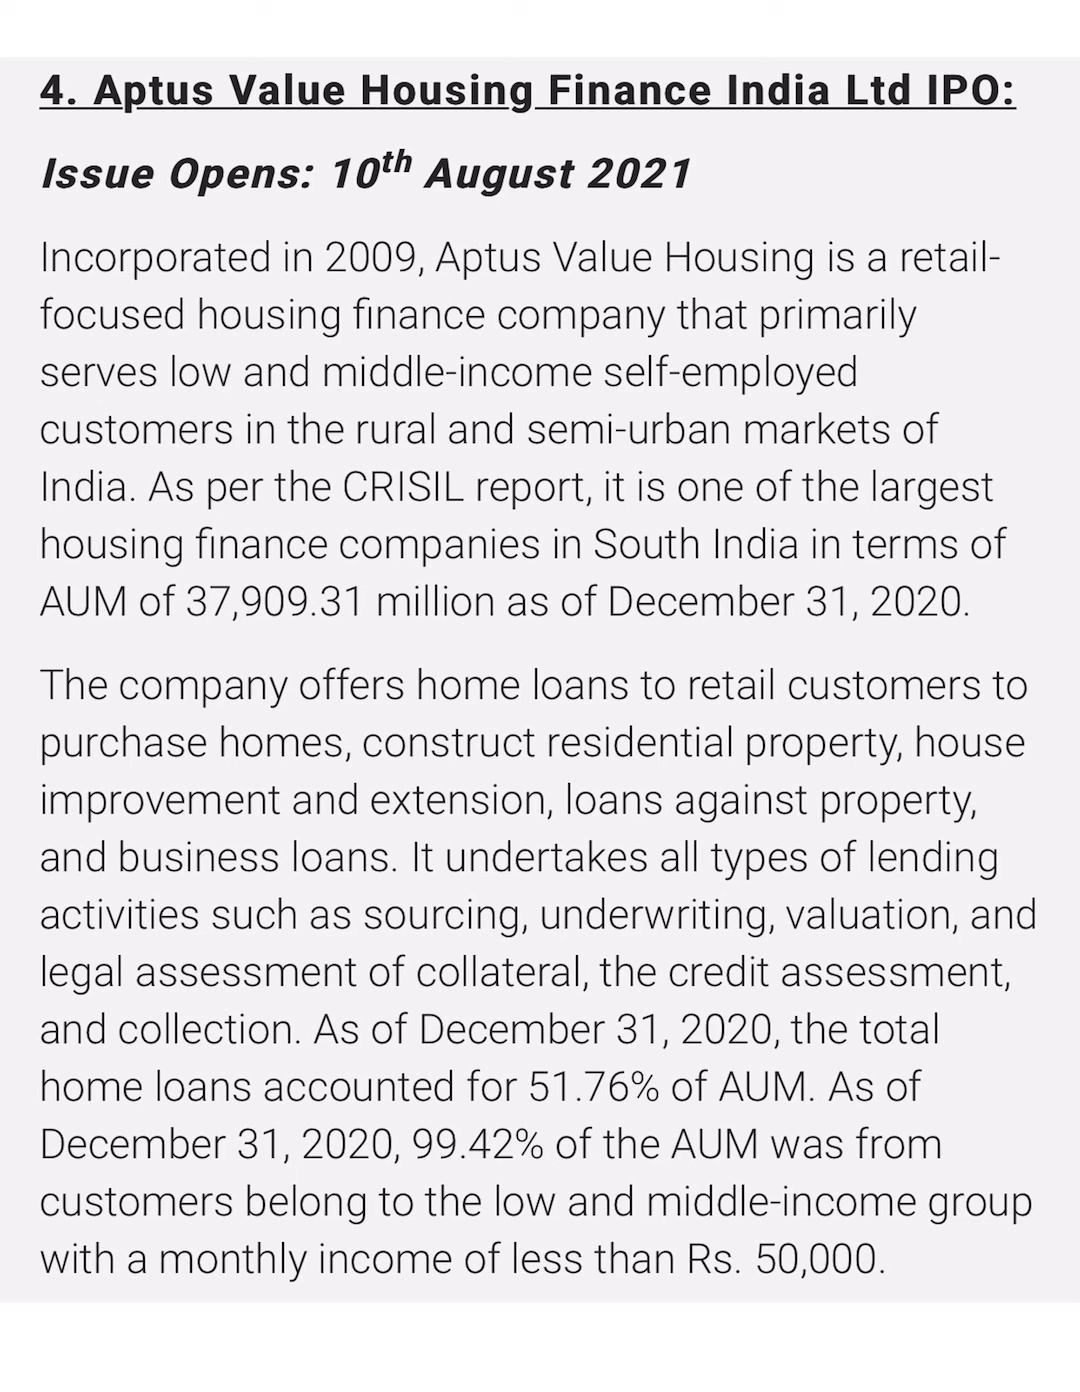 4. Aptus Value Housing Finance India Ltd IPO:
Issue Opens: 10th August 2021
Incorporated in 2009, Aptus Value Housing is a retail-
focused housing finance company that primarily
serves low and middle-income self-employed
customers in the rural and semi-urban markets of
India. As per the CRISIL report, it is one of the largest
housing finance companies in South India in terms of
AUM of 37,909.31 million as of December 31, 2020.
The company offers home loans to retail customers to
purchase homes, construct residential property, house
improvement and extension, loans against property,
and business loans. It undertakes all types of lending
activities such as sourcing, underwriting, valuation, and
legal assessment of collateral, the credit assessment,
and collection. As of December 31, 2020, the total
home loans accounted for 51.76% of AUM. As of
December 31, 2020, 99.42% of the AUM was from
customers belong to the low and middle-income group
with a monthly income of less than Rs. 50,000.